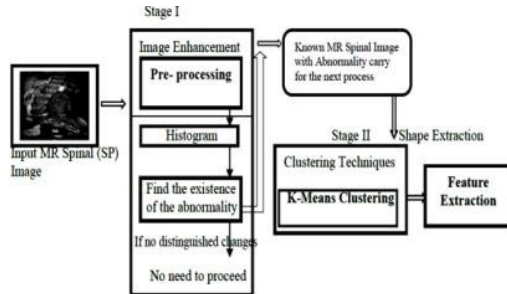 Stage I
Image Enhancement
Pre- processing
Histogram
Find the existence
of the abnormality
If no distinguished changes
No need to proceed
Input MR Spinal (SP)
Image
Known MR Spinal Image
with Abnormality carry
for the next process
Stage II
Shape Extraction
Clustering Techniques
K-Means Clustering
Feature
Extraction